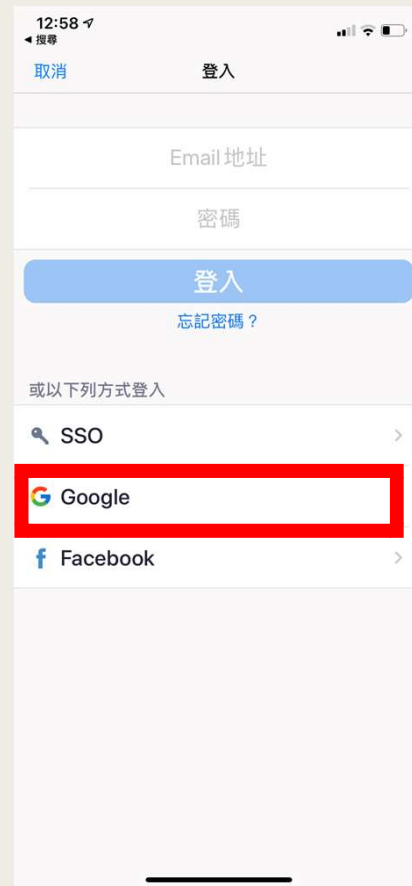 12:58
◀ 搜尋
取消 登入
Email 地址
密碼
登入
忘記密碼？
或以下列方式登入
SSO
Google
Facebook